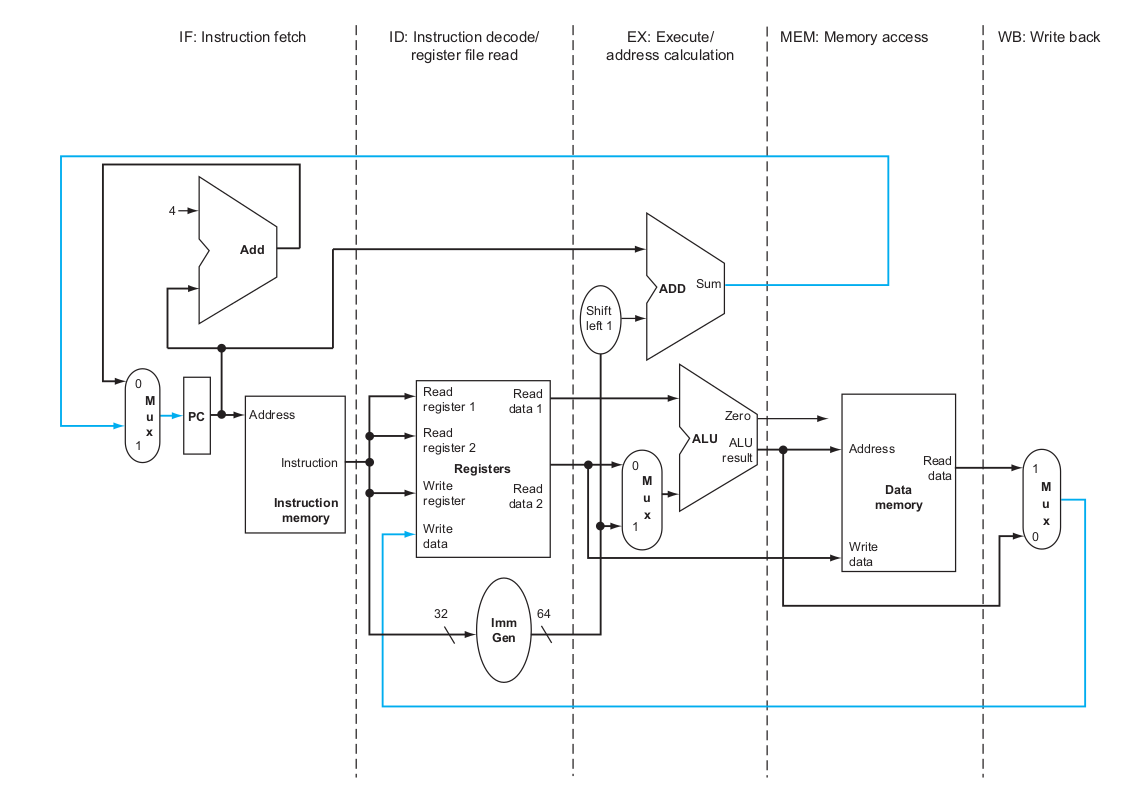 IF: Instruction fetch
ID: Instruction decode/
register file read
EX: Execute/
address calculation
MEM: Memory access
WB: Write back
4
Add
ADD
Sum
Shift
left 1
0
M
u
x
1
PC
Address
Instruction
Instruction
memory
Read
register 1
Read
register 2
Write
register
Write
data
Registers
Read
data 1
Read
data 2
32
Imm
Gen
64
0
M
u
x
1
Zero
ALU
ALU
result
Address
Read
data
Data
memory
Write
data
1
M
u
x
0